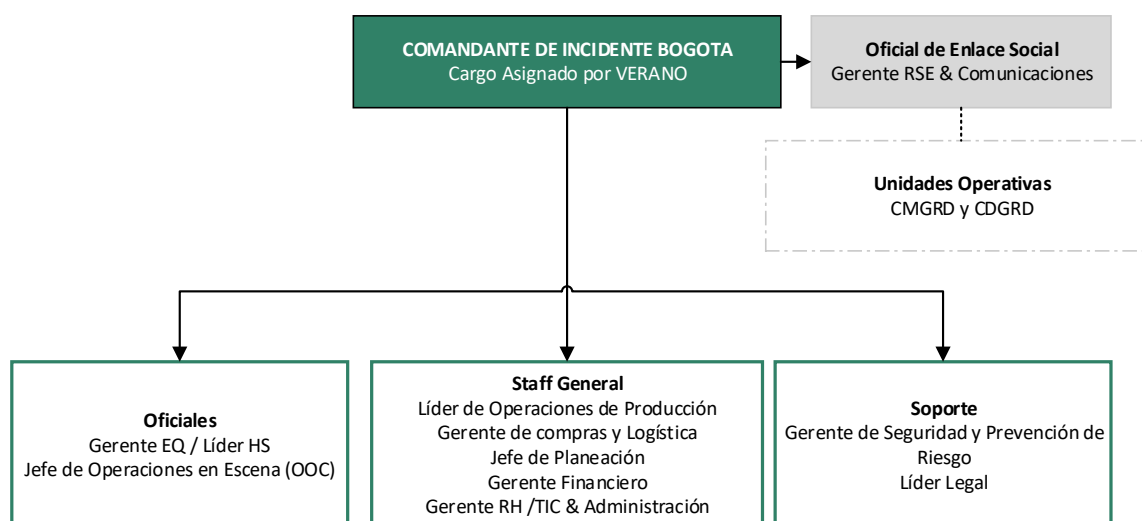 COMANDANTE DE INCIDENTE BOGOTA
Cargo Asignado por VERANO
Oficial de Enlace Social
Gerente RSE & Comunicaciones
Unidades Operativas
CMGRD y CDGRD
Oficiales
Gerente EQ / Líder HS
Jefe de Operaciones en Escena (OOC)
Staff General
Líder de Operaciones de Producción
Gerente de compras y Logística
Jefe de Planeación
Gerente Financiero
Gerente RH /TIC & Administración
Soporte
Gerente de Seguridad y Prevención de
Riesgo
Líder Legal